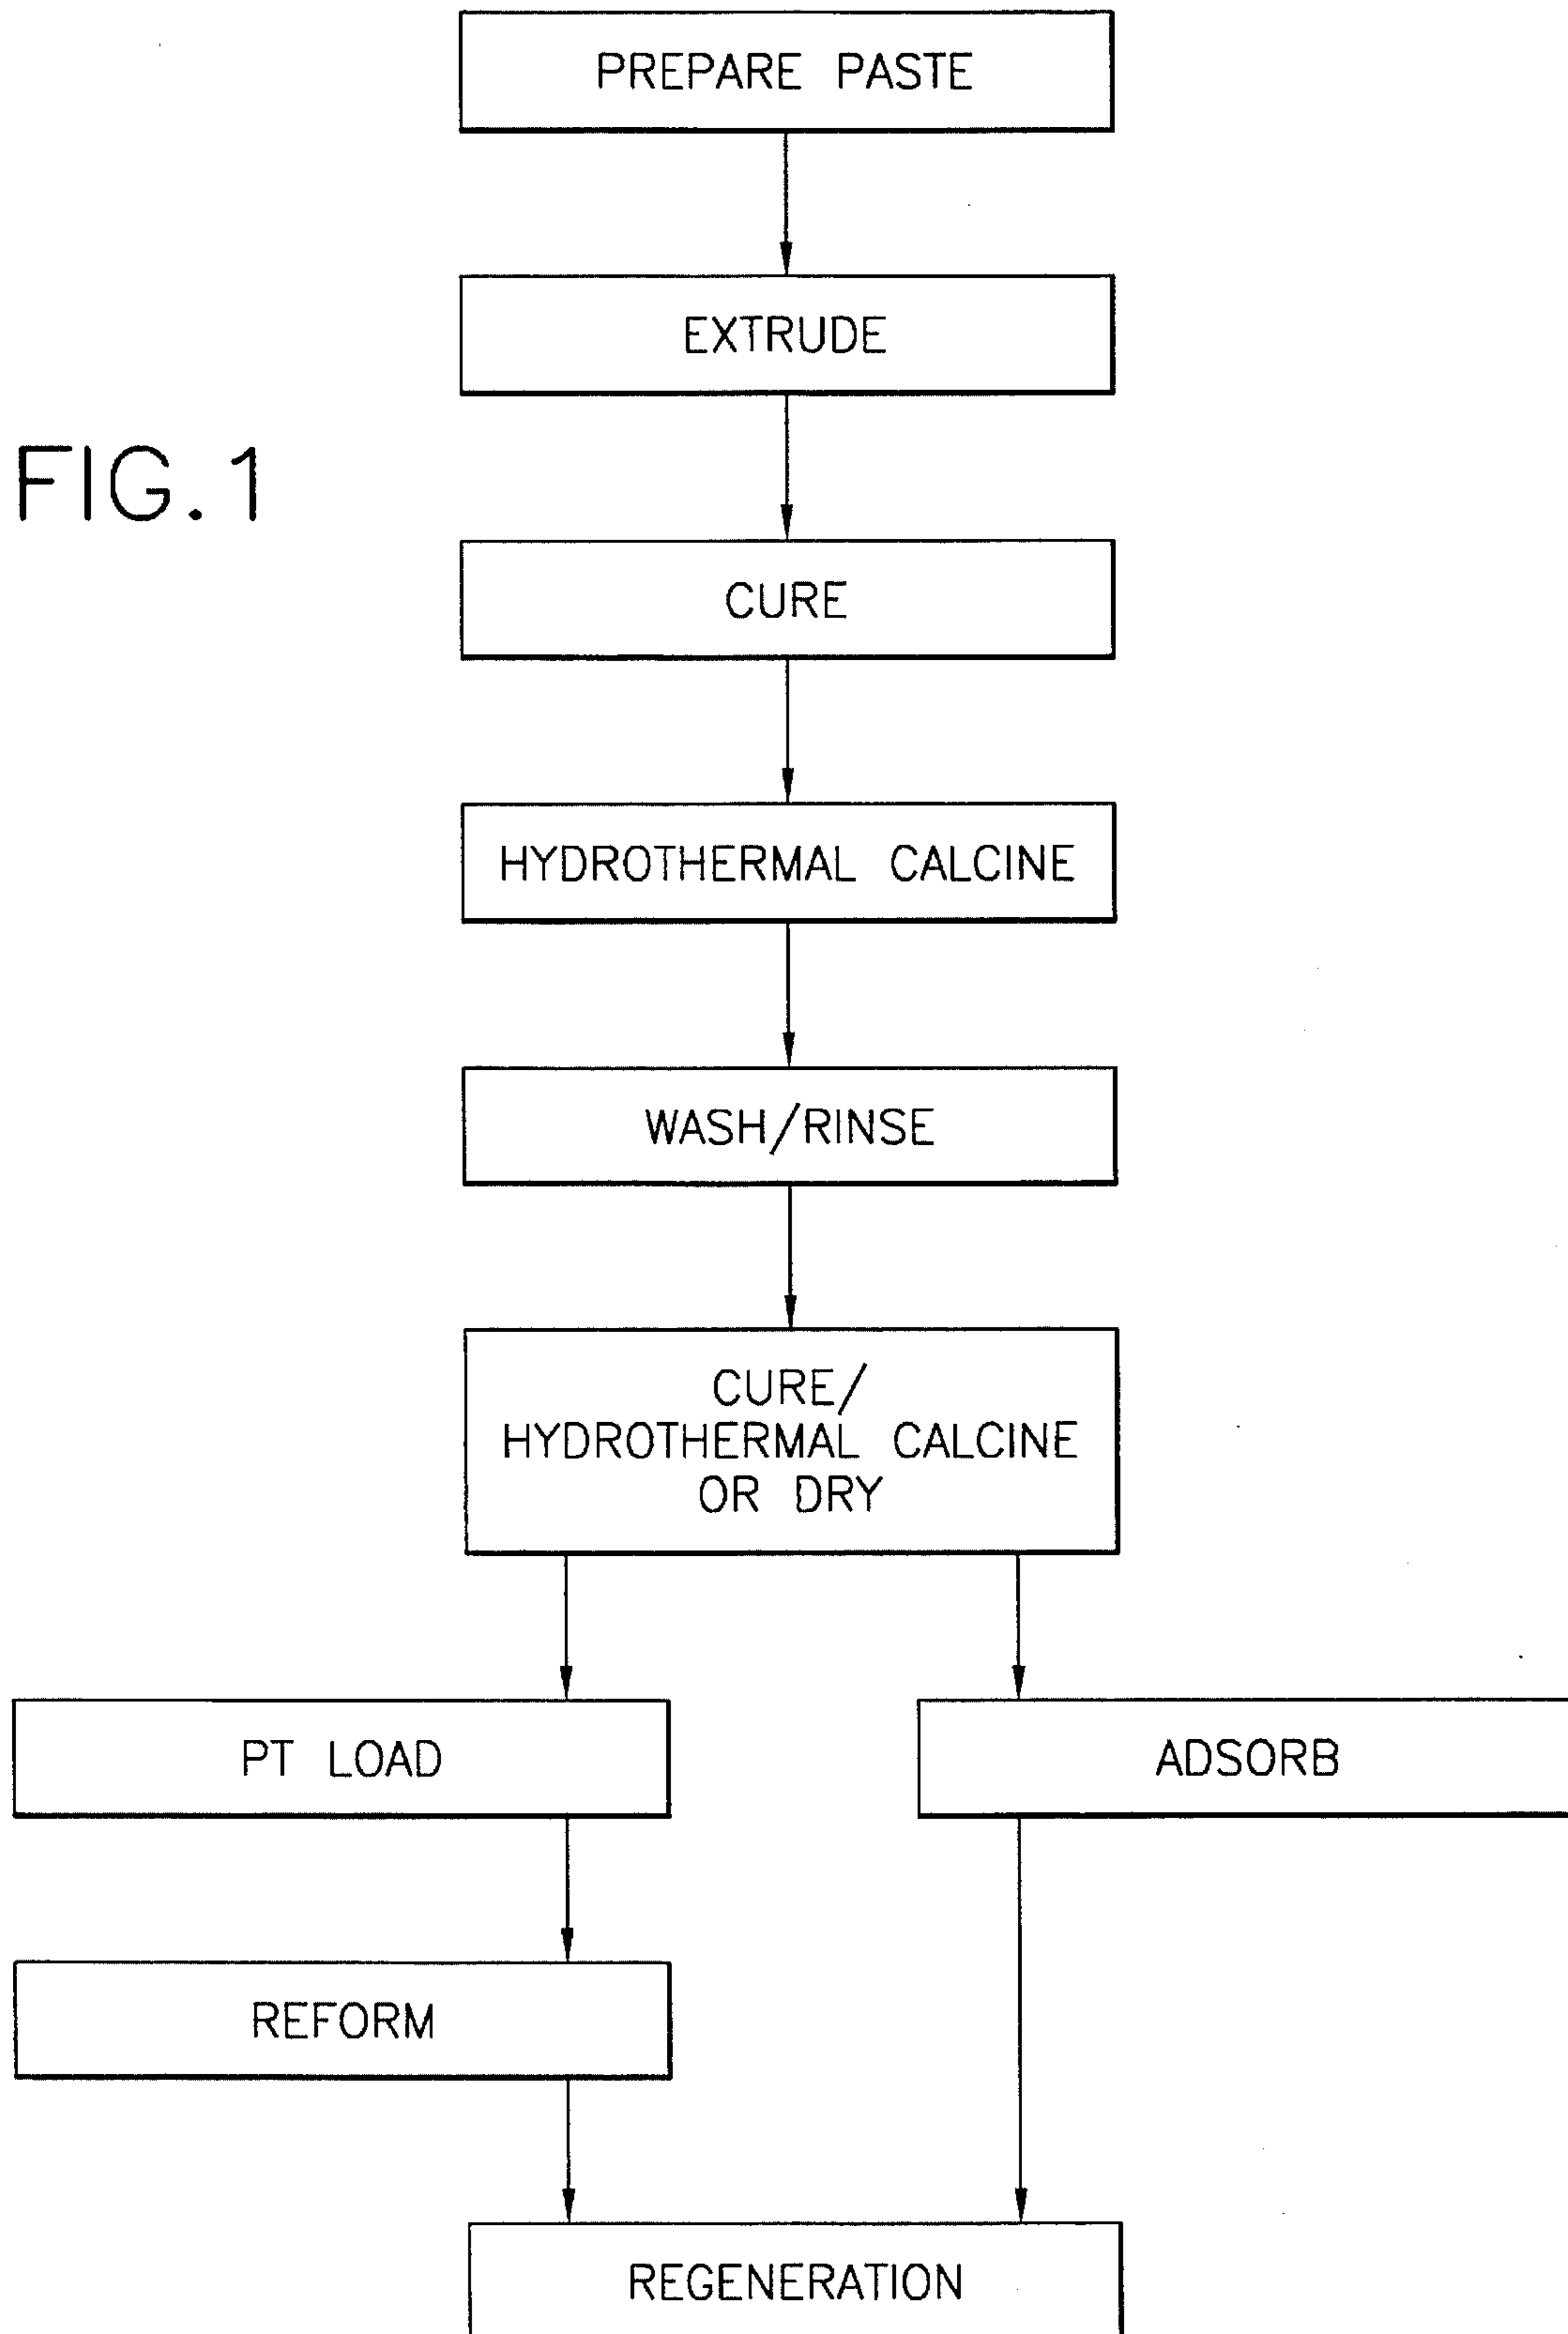 PREPARE PASTE
EXTRUDE
FIG. 1
CURE
HYDROTHERMAL CALCINE
WASH/RINSE
CURE/
HYDROTHERMAL CALCINE
OR DRY
PT LOAD
ADSORB
REFORM
REGENERATION